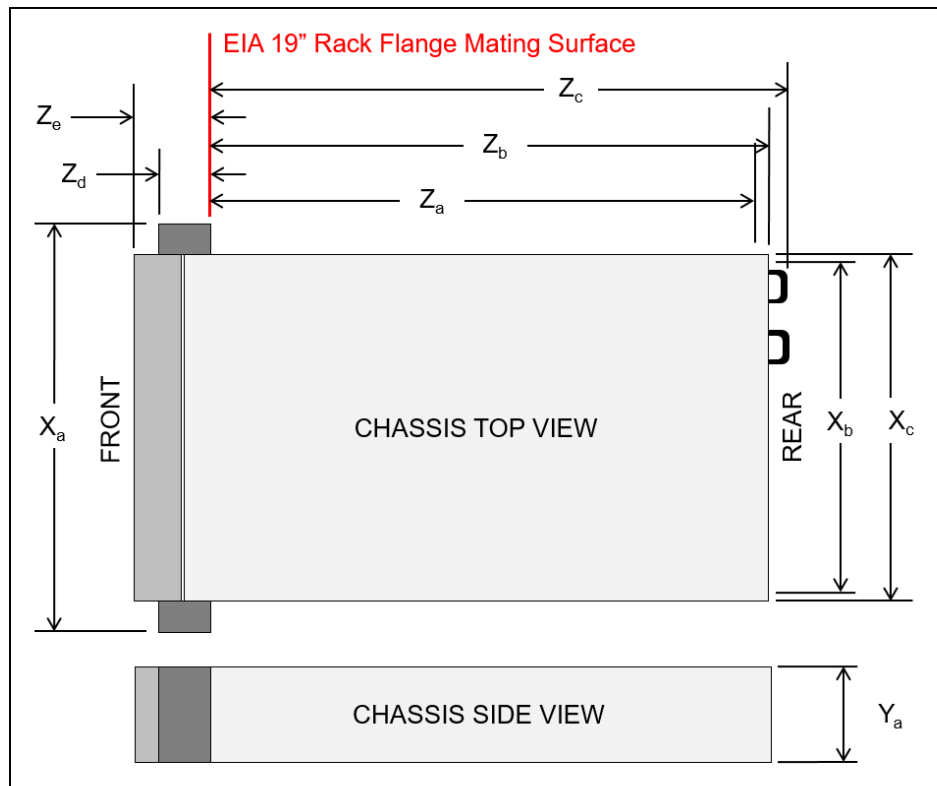 EIA 19” Rack Flange Mating Surface
Zc
Ze
Zb
Zd
Za
FRONT
Xa
CHASSIS TOP VIEW
REAR
Xb
Xc
CHASSIS SIDE VIEW
Ya